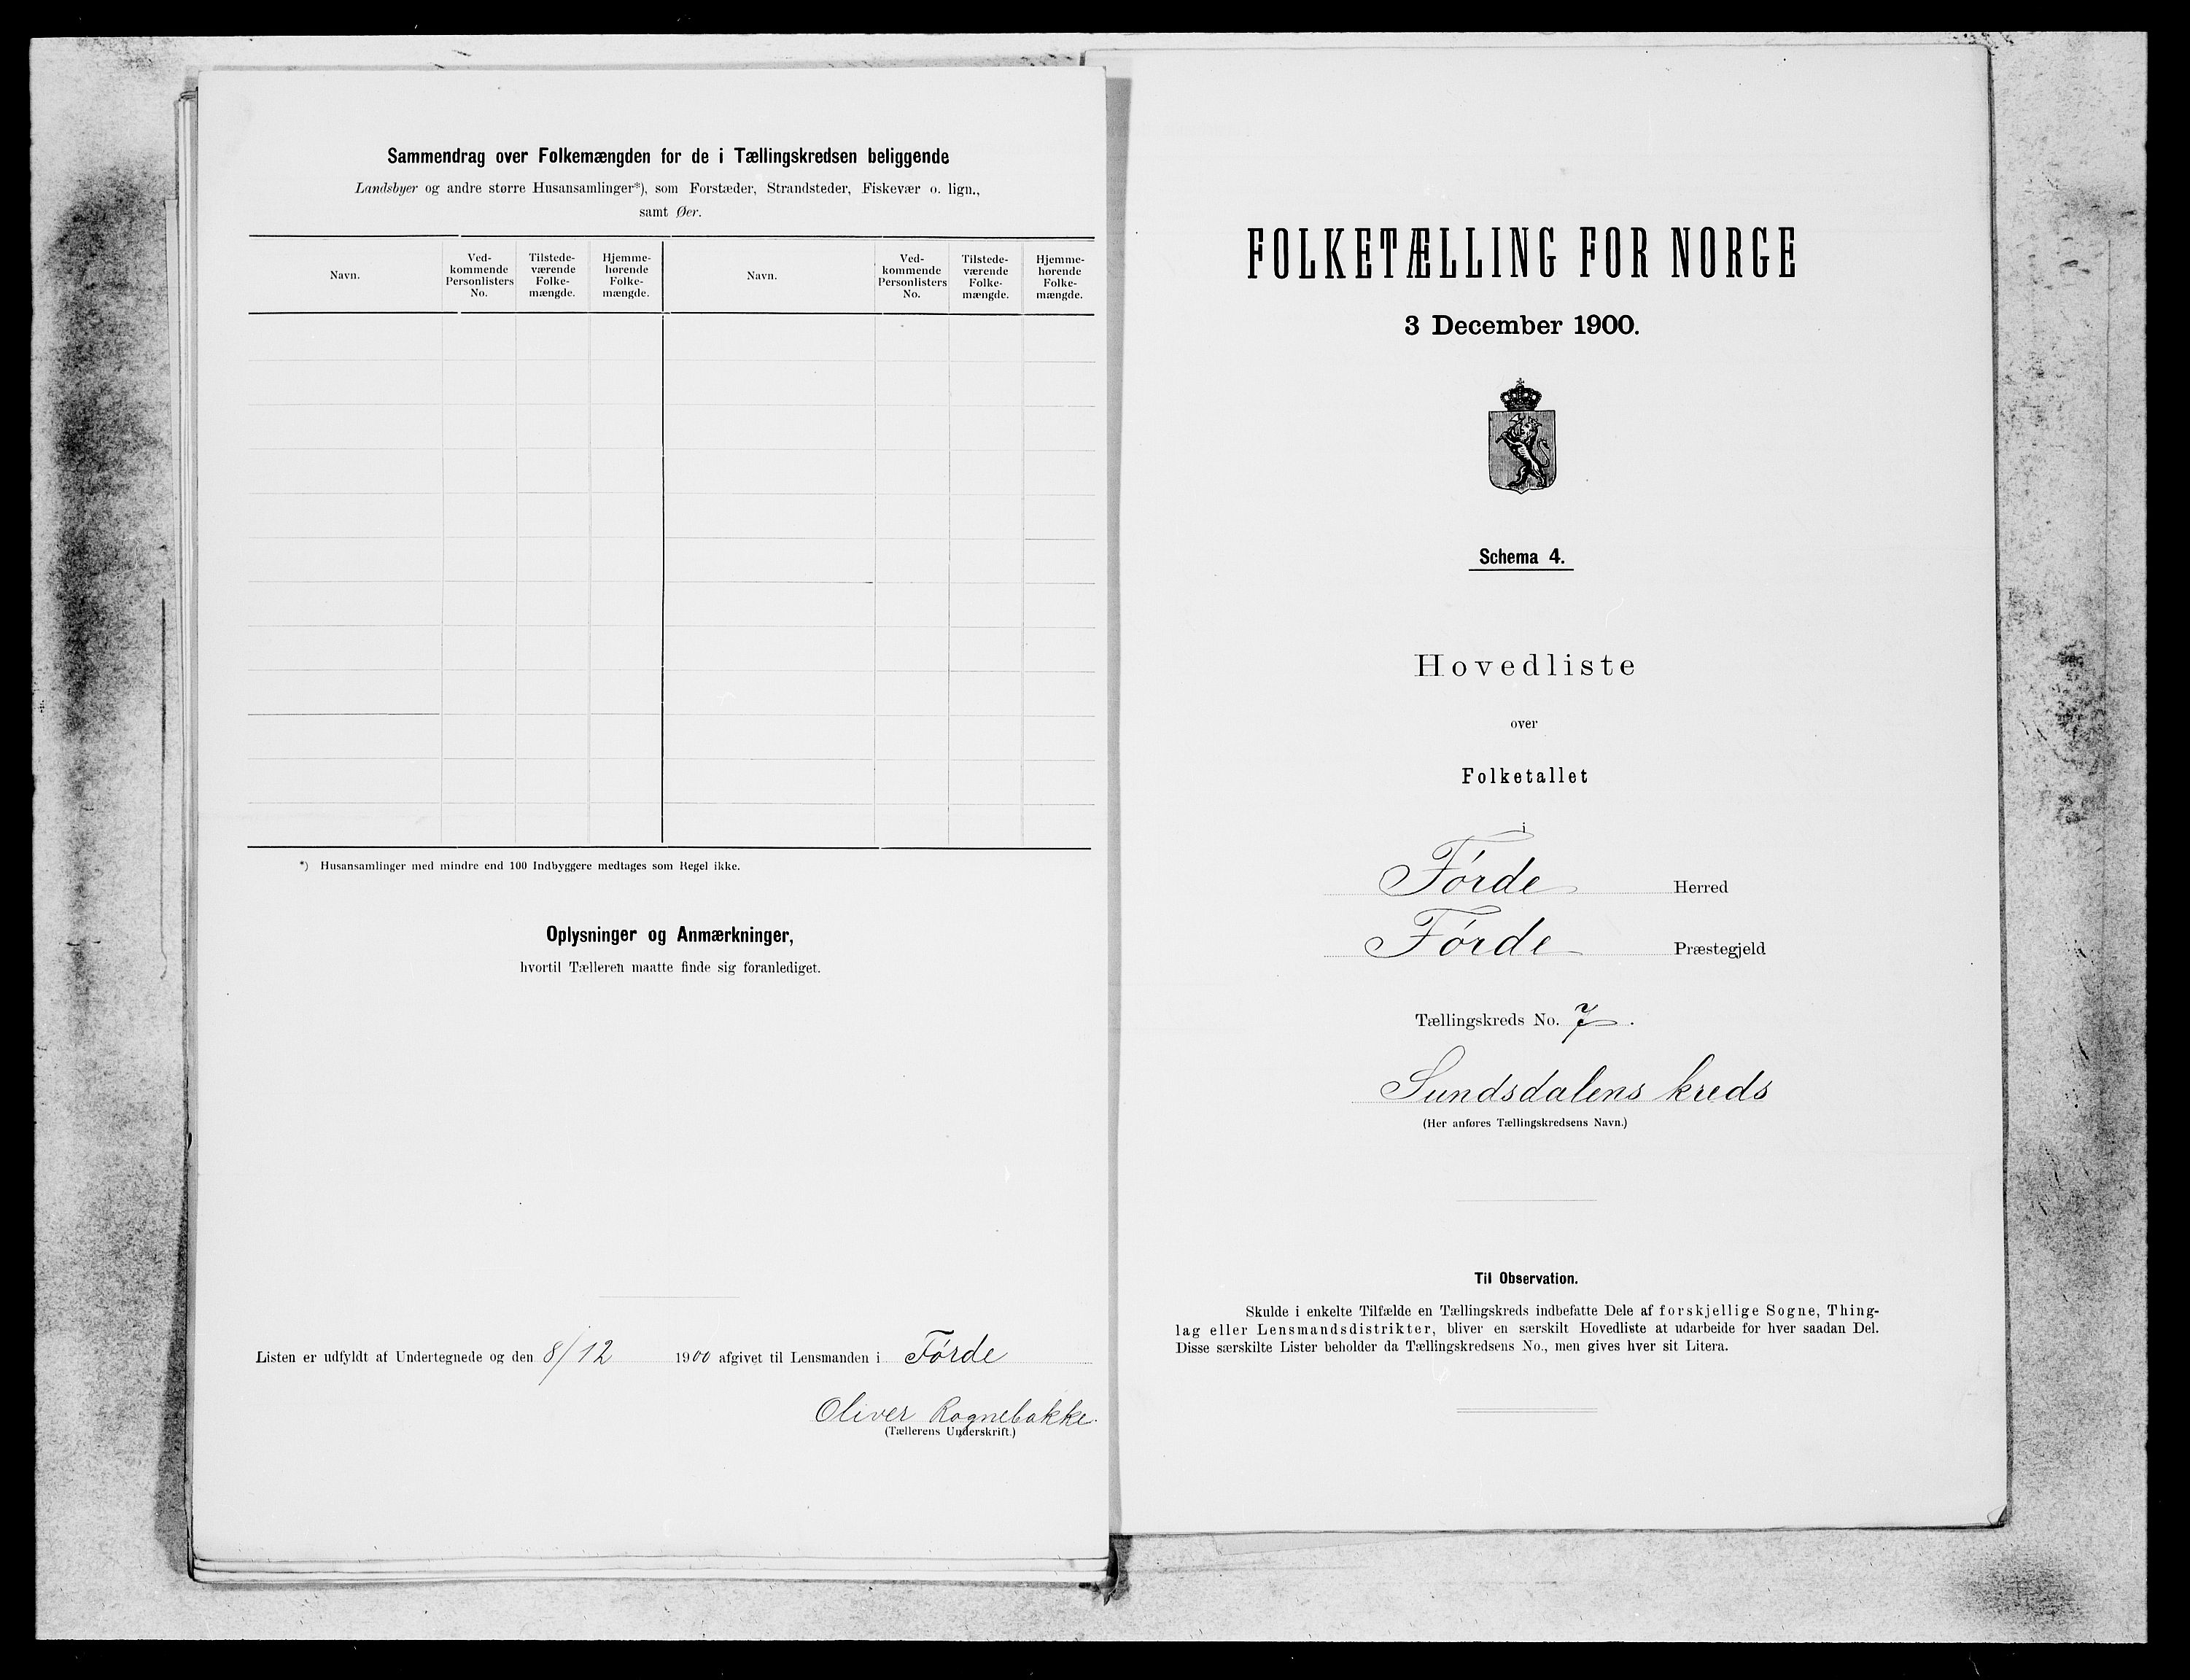 Sammendrag over Folkemængden for de i Tællingskredsen beliggende
Landsbyer og andre større Husansamlinger*), som Forstæder, Strandsteder, Fiskevær o. lign.,
samt Øer.
Navn.
Ved-
kommende
Personlisters
No.
Tilstede-
værende
Folke-
mængde.
Hjemme-
hørende
Folke-
mængde.
Navn.
Ved-
kommende
Personlisters
No.
Tilstede-
værende
Folke-
mængde.
Hjemme-
hørende
Folke-
mængde.
*) Husansamlinger med mindre end 100 Indbyggere medtages som Regel ikke.
Oplysninger og Anmærkninger,
hvortil Tælleren maatte finde sig foranlediget.
Listen er udfyldt af Undertegnede og den 8/12 1900 afgivet til Lensmanden i Førde
Oliver Rognebakke.
(Tællerens Underskrift.)
FOLKETÆLLING FOR NORGE
3 December 1900.
Schema 4.
Hovedliste
over
Folketallet
i
Førde Herred
Førde Præstegjeld
Tællingskreds No. 7.
Sundsdalens kreds
(Her anføres Tællingskredsens Navn.)
Til Observation.
Skulde i enkelte Tilfælde en Tællingskreds indbefatte Dele af forskjellige Sogne, Thing-
lag eller Lensmandsdistrikter, bliver en særskilt Hovedliste at udarbeide for hver saadan Del.
Disse særskilte Lister beholder da Tællingskredsens No., men gives hver sit Litera.